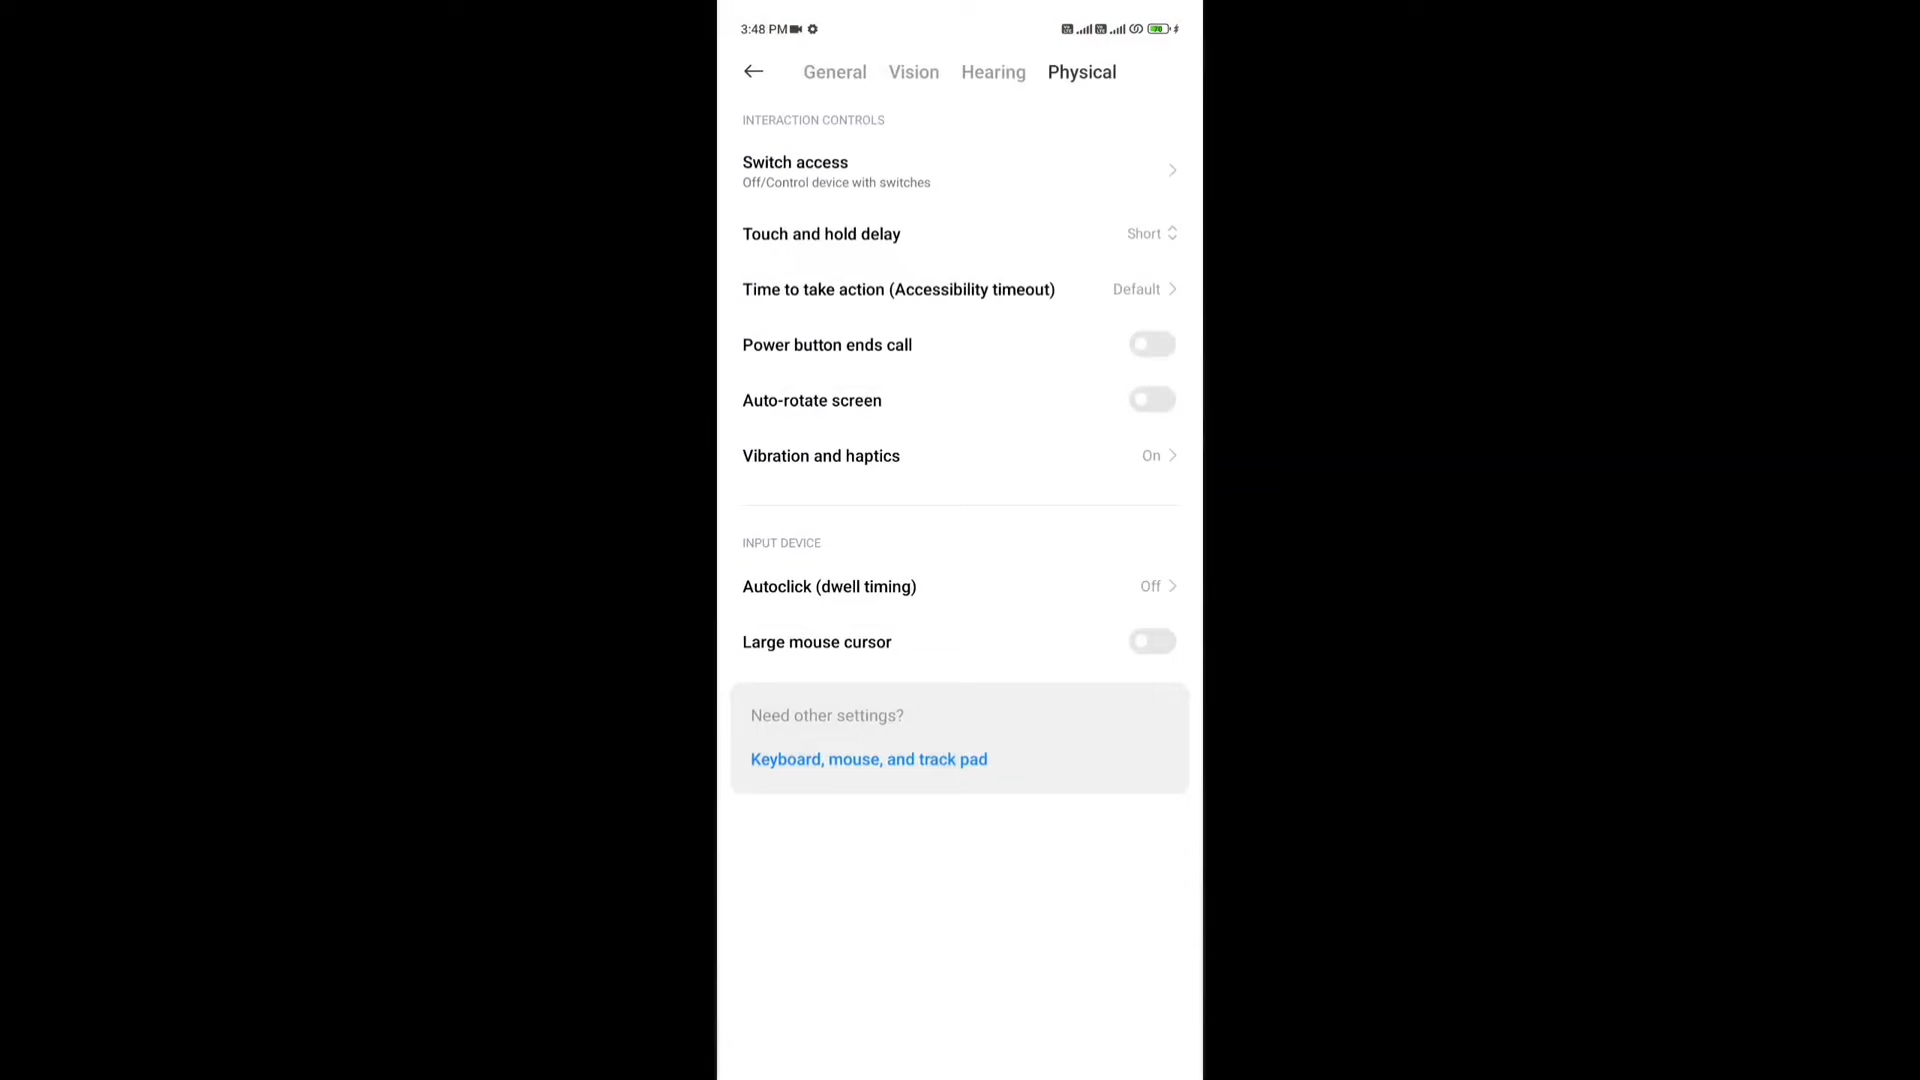 3:48 PM
General Vision Hearing Physical
INTERACTION CONTROLS
Switch access
Off/Control device with switches
Touch and hold delay Short
Time to take action (Accessibility timeout) Default
Power button ends call
Auto-rotate screen
Vibration and haptics On
INPUT DEVICE
Autoclick (dwell timing) Off
Large mouse cursor
Need other settings?
Keyboard, mouse, and track pad